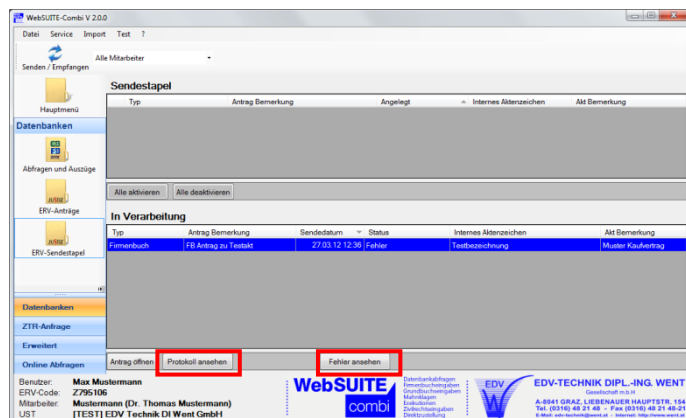 WebSUITE-Combi V 2.0.0
Datei Service Import Test ?
Senden / Empfangen
Alle Mitarbeiter
Hauptmenü
Datenbanken
Abfragen und Auszüge
ERV-Anträge
ERV-Sendestapel
Datenbanken
ZTR-Anfrage
Erweitert
Online Abfragen
Sendestapel
Typ Antrag Bemerkung Angelegt Internes Aktenzeichen Akt Bemerkung
Alle aktivieren Alle deaktivieren
In Verarbeitung
Typ Antrag Bemerkung Sendedatum Status Internes Aktenzeichen Akt Bemerkung
Firmenbuch FB Antrag zu Testakt 27.03.12 12:36 Fehler Testbezeichnung Muster Kaufvertrag
Antrag öffnen Protokoll ansehen Fehler ansehen
Benutzer: Max Mustermann
ERV-Code: Z795106
Mitarbeiter: Mustermann (Dr. Thomas Mustermann)
UST [TEST] EDV Technik DI Wont GmbH
WebSUITE
combi
Datenbankabfragen
Firmenbucheingaben
Grundbucheingaben
Mahnklagen
Exekutionen
Zivilrechtseingaben
Direktzustellung
EDV
W
EDV-TECHNIK DIPL.-ING. WENT
Gesellschaft m.b.H
A-8041 GRAZ, LIEBENAUER HAUPTSTR. 154
Tel. (0316) 48 21 48 - Fax (0316) 48 21 48-21